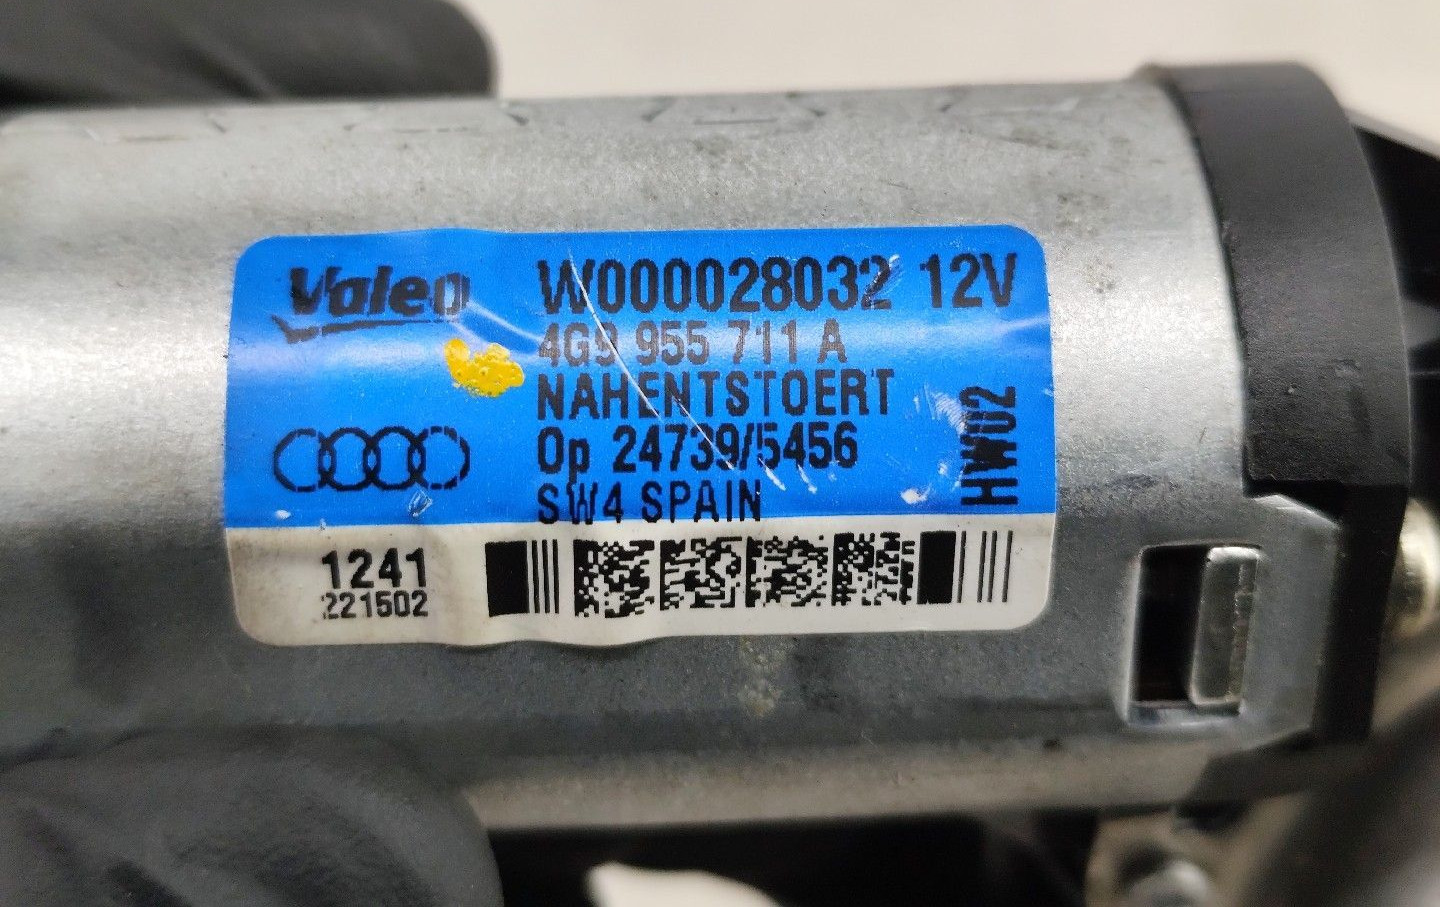 Valeo
W000028032 12V
4G9 955 711 A
NAHENTSTOERT
Op 24739/5456
SW4 SPAIN
HW02
1241
221502